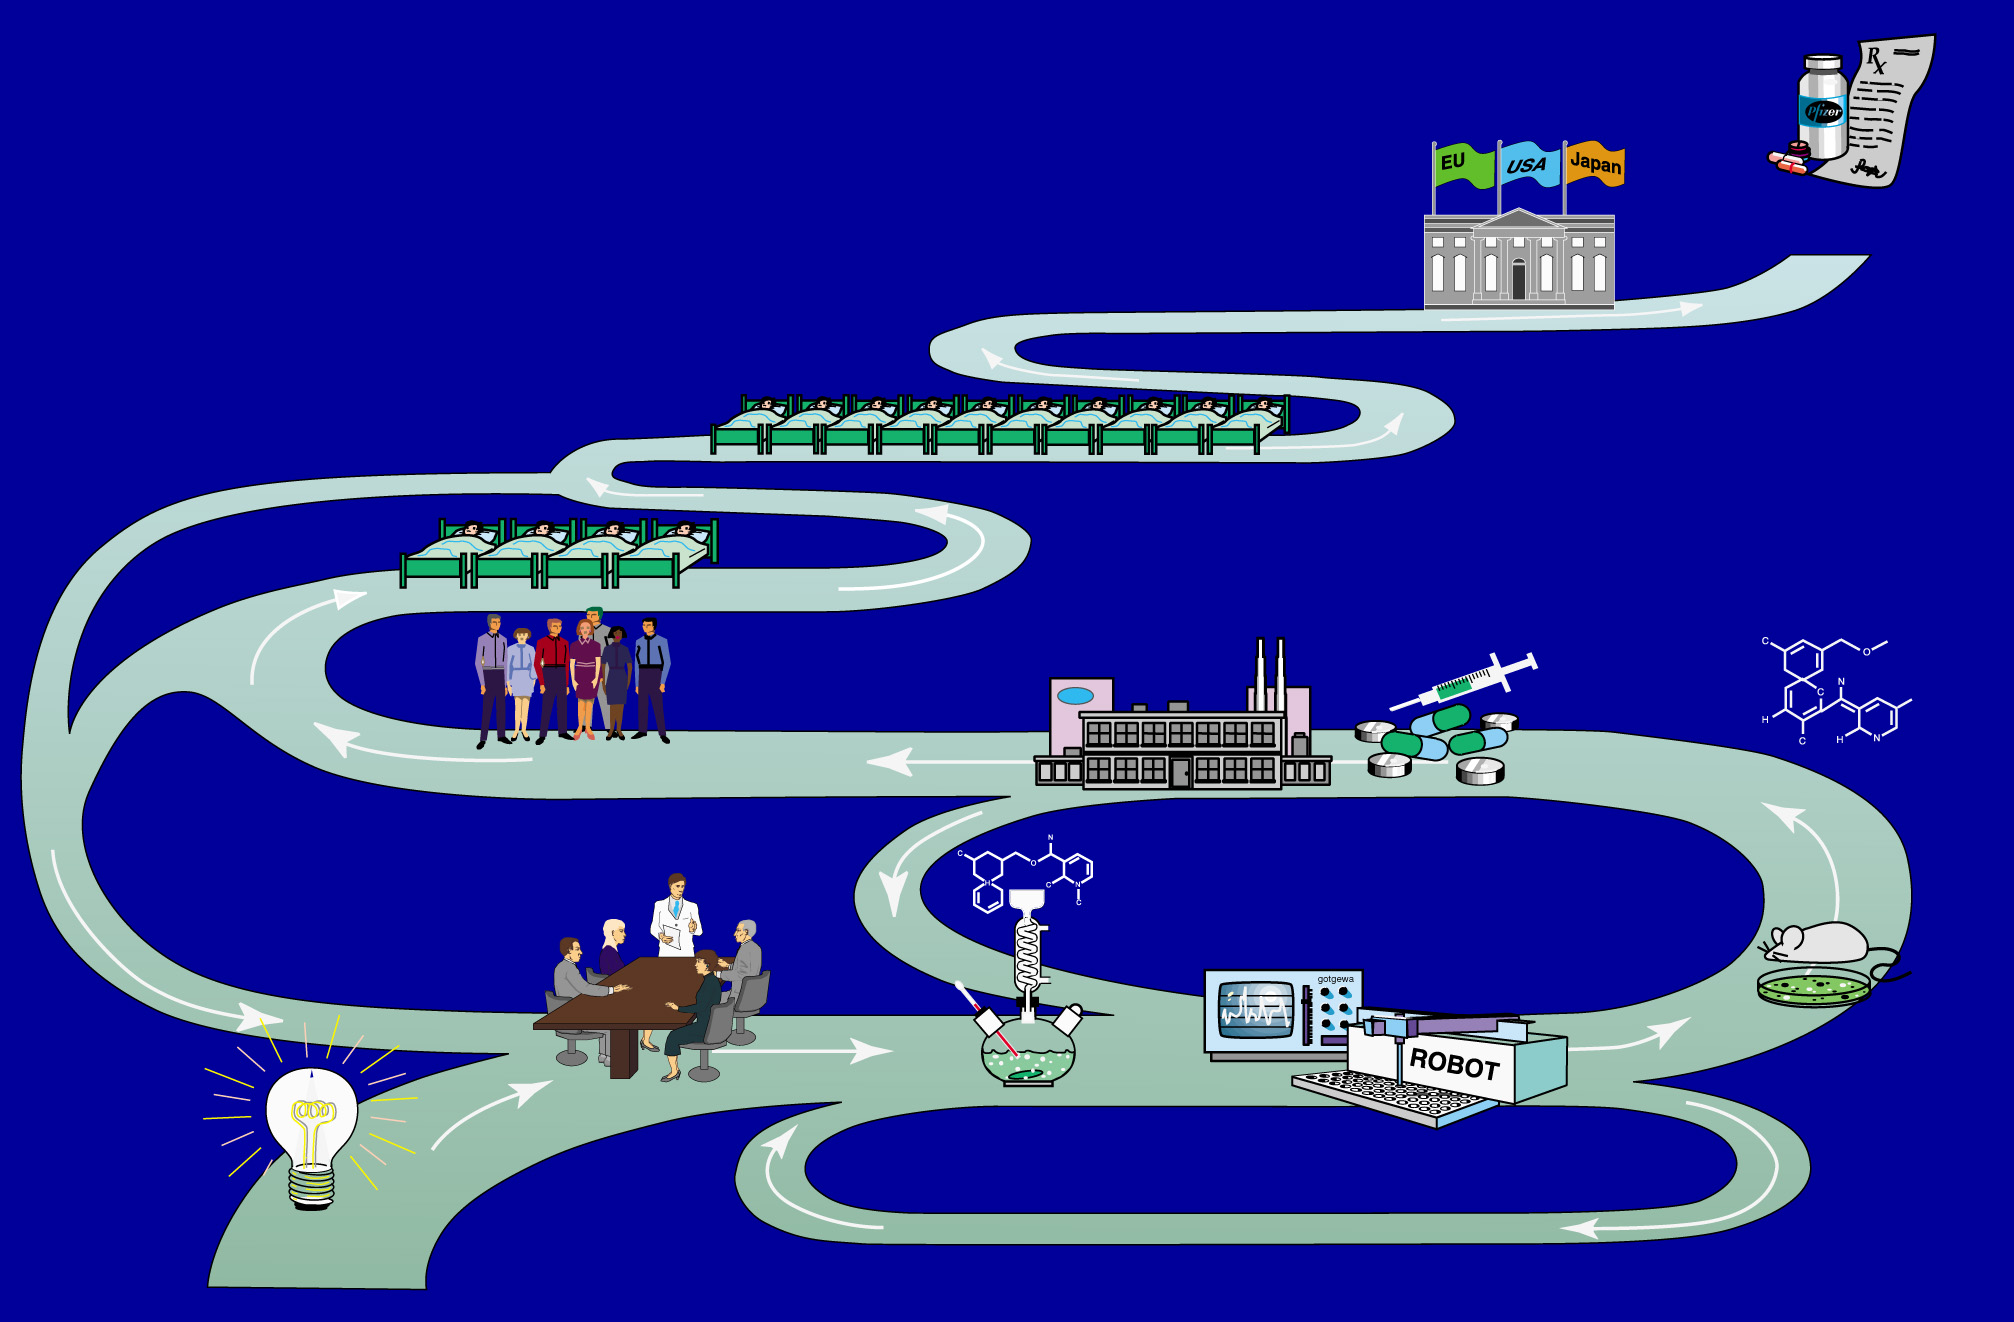 Rx
Pfizer
EU
USA
Japan
C
O
N
C
H
C
H
N
N
C
O
H
C
N
C
gotgewa
ROBOT